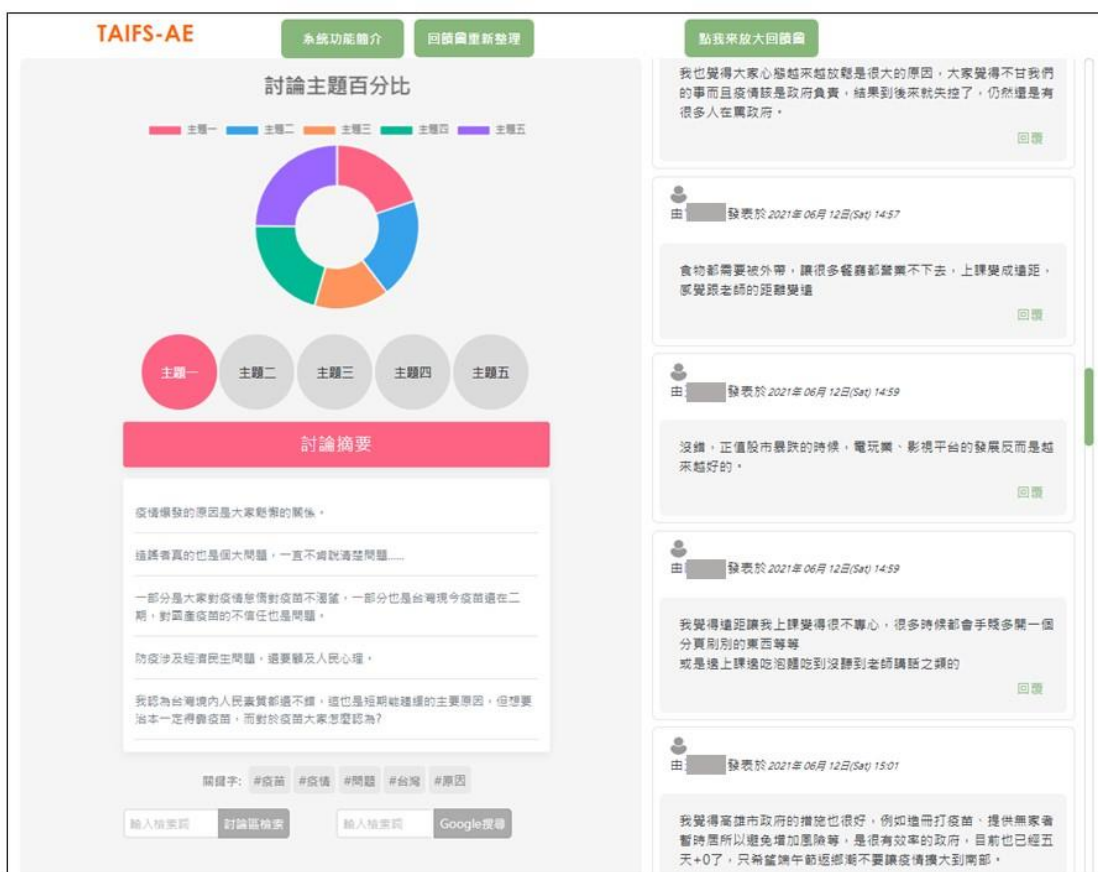 TAIFS-AE
系統功能簡介
回饋圖重新整理
點我來放大回饋圖
討論主題百分比
主題一 主題二 主題三 主題四 主題五
主題一
主題二
主題三
主題四
主題五
討論摘要
疫情爆發的原因是大家鬆懈的關係。
造謠者真的也是個大問題，一直不肯說清楚問題......
一部分是大家對疫情怠惰對疫苗不渴望，一部分也是台灣現今疫苗還在二
期，對國產疫苗的不信任也是問題。
防疫涉及經濟民生問題，還要顧及人民心理。
我認為台灣境內人民素質都還不錯，這也是短期能趨緩的主要原因，但想要
治本一定得靠疫苗，而對於疫苗大家怎麼認為?
關鍵字: #疫苗 #疫情 #問題 #台灣 #原因
輸入檢索詞 討論區檢索 輸入檢索詞 Google搜尋
我也覺得大家心態越來越放鬆是很大的原因，大家覺得不甘我們
的事而且疫情該是政府負責，結果到後來就失控了，仍然還是有
很多人在罵政府。
回覆
由 發表於 2021年 06月 12日(Sat) 14:57
食物都需要被外帶，讓很多餐廳都營業不下去，上課變成遠距，
感覺跟老師的距離變遠
回覆
由 發表於 2021年 06月 12日(Sat) 14:59
沒錯，正值股市暴跌的時候，電玩業、影視平台的發展反而是越
來越好的。
回覆
由 發表於 2021年 06月 12日(Sat) 14:59
我覺得遠距讓我上課變得很不專心，很多時候都會手賤多開一個
分頁刷別的東西等等
或是邊上課邊吃泡麵吃到沒聽到老師講話之類的
回覆
由 發表於 2021年 06月 12日(Sat) 15:01
我覺得高雄市政府的措施也很好，例如造冊打疫苗、提供無家者
暫時居所以避免增加風險等，是很有效率的政府，目前也已經五
天+0了，只希望端午節返鄉潮不要讓疫情擴大到南部。